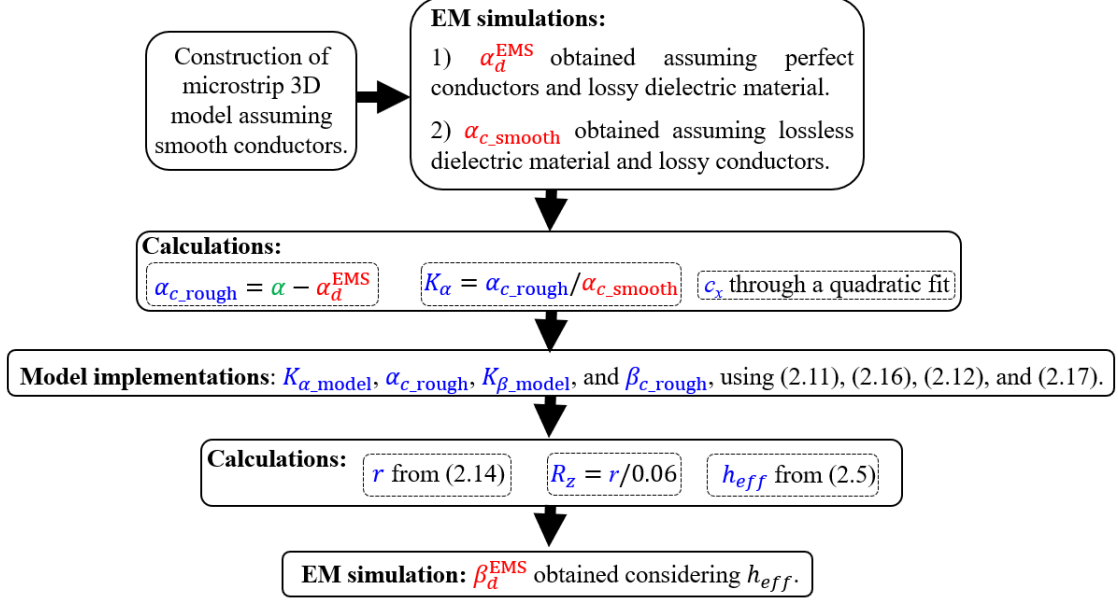 Construction of
microstrip 3D
model assuming
smooth conductors.
EM simulations:
1) α_d^EMS obtained assuming perfect
conductors and lossy dielectric material.
2) α_c_smooth obtained assuming lossless
dielectric material and lossy conductors.
Calculations:
α_c_rough = α − α_d^EMS K_α = α_c_rough/α_c_smooth c_x through a quadratic fit
Model implementations: K_α_model, α_c_rough, K_β_model, and β_c_rough, using (2.11), (2.16), (2.12), and (2.17).
Calculations: r from (2.14) R_z = r/0.06 h_eff from (2.5)
EM simulation: β_d^EMS obtained considering h_eff.